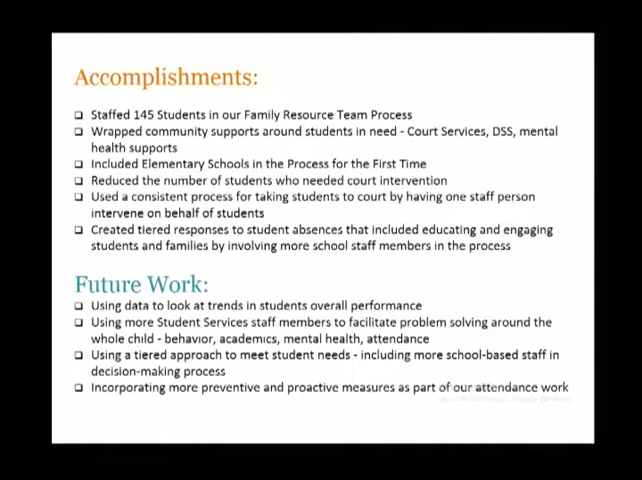 Accomplishments:
❑ Staffed 145 Students in our Family Resource Team Process
❑ Wrapped community supports around students in need - Court Services, DSS, mental
health supports
❑ Included Elementary Schools in the Process for the First Time
❑ Reduced the number of students who needed court intervention
❑ Used a consistent process for taking students to court by having one staff person
intervene on behalf of students
❑ Created tiered responses to student absences that included educating and engaging
students and families by involving more school staff members in the process
Future Work:
❑ Using data to look at trends in students overall performance
❑ Using more Student Services staff members to facilitate problem solving around the
whole child - behavior, academics, mental health, attendance
❑ Using a tiered approach to meet student needs - including more school-based staff in
decision-making process
❑ Incorporating more preventive and proactive measures as part of our attendance work